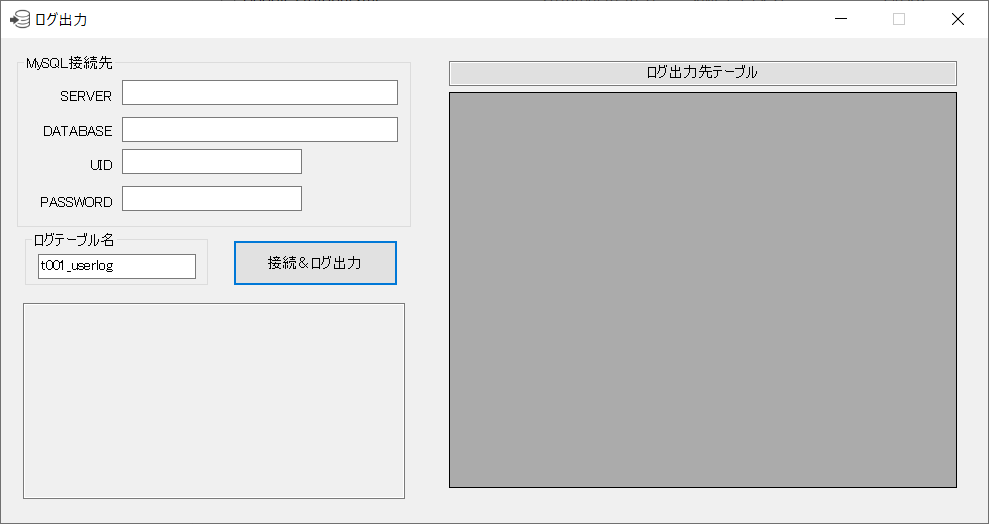 ログ出力
MySQL接続先
SERVER
DATABASE
UID
PASSWORD
ログテーブル名
t001_userlog
接続＆ログ出力
ログ出力先テーブル